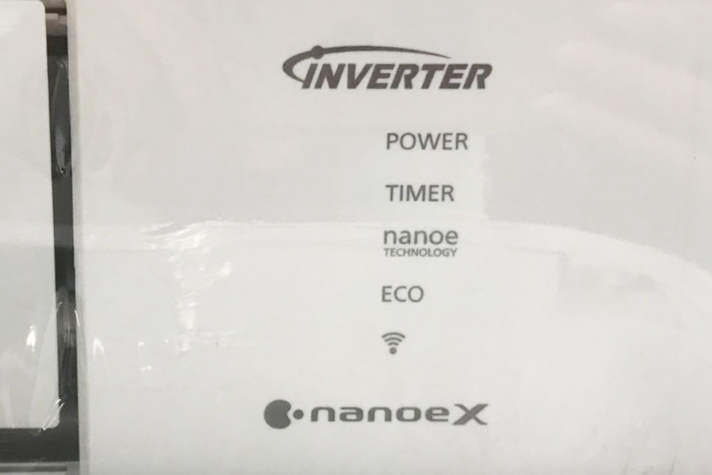 INVERTER
POWER
TIMER
nanoe
TECHNOLOGY
ECO
nanoeX